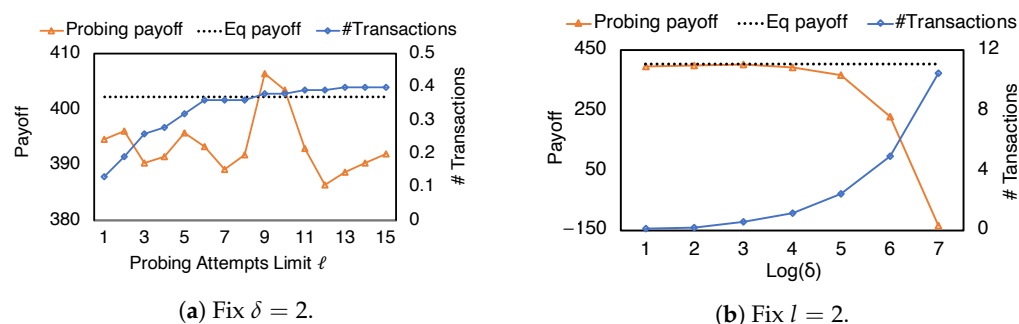 Probing payoff Eq payoff #Transactions
410 0.5
400 0.4
390 0.3
380 0.2
0.1
0
Payoff
# Transactions
1 3 5 7 9 11 13 15
Probing Attempts Limit ℓ
(a) Fix δ = 2.
Probing payoff Eq payoff #Transactions
450 12
250 8
50 4
−150 0
Payoff
# Tansactions
1 2 3 4 5 6 7
Log(δ)
(b) Fix l = 2.